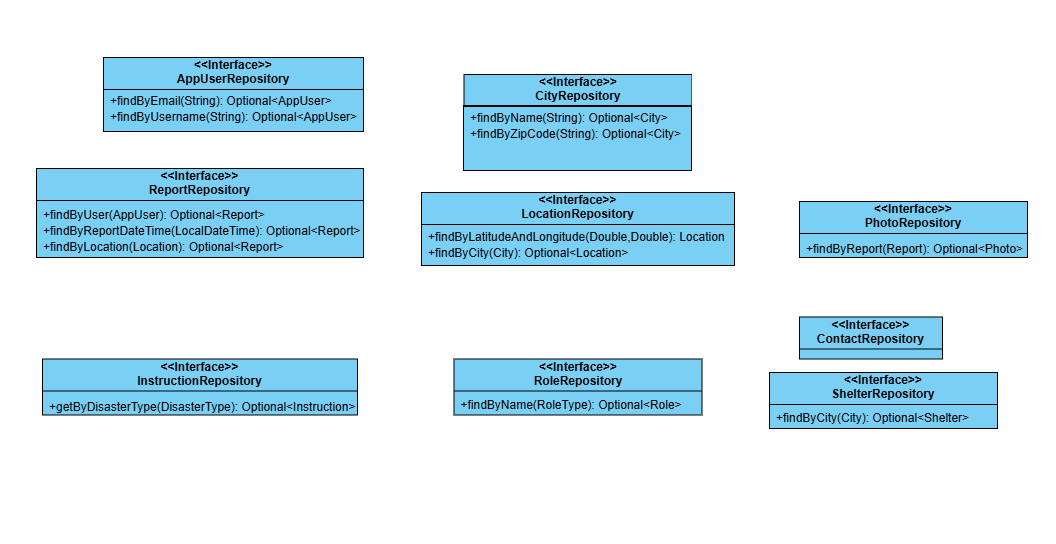 <<Interface>>
AppUserRepository
+findByEmail(String): Optional<AppUser>
+findByUsername(String): Optional<AppUser>
<<Interface>>
CityRepository
+findByName(String): Optional<City>
+findByZipCode(String): Optional<City>
<<Interface>>
ReportRepository
+findByUser(AppUser): Optional<Report>
+findByReportDateTime(LocalDateTime): Optional<Report>
+findByLocation(Location): Optional<Report>
<<Interface>>
LocationRepository
+findByLatitudeAndLongitude(Double,Double): Location
+findByCity(City): Optional<Location>
<<Interface>>
PhotoRepository
+findByReport(Report): Optional<Photo>
<<Interface>>
ContactRepository
<<Interface>>
InstructionRepository
+getByDisasterType(DisasterType): Optional<Instruction>
<<Interface>>
RoleRepository
+findByName(RoleType): Optional<Role>
<<Interface>>
ShelterRepository
+findByCity(City): Optional<Shelter>